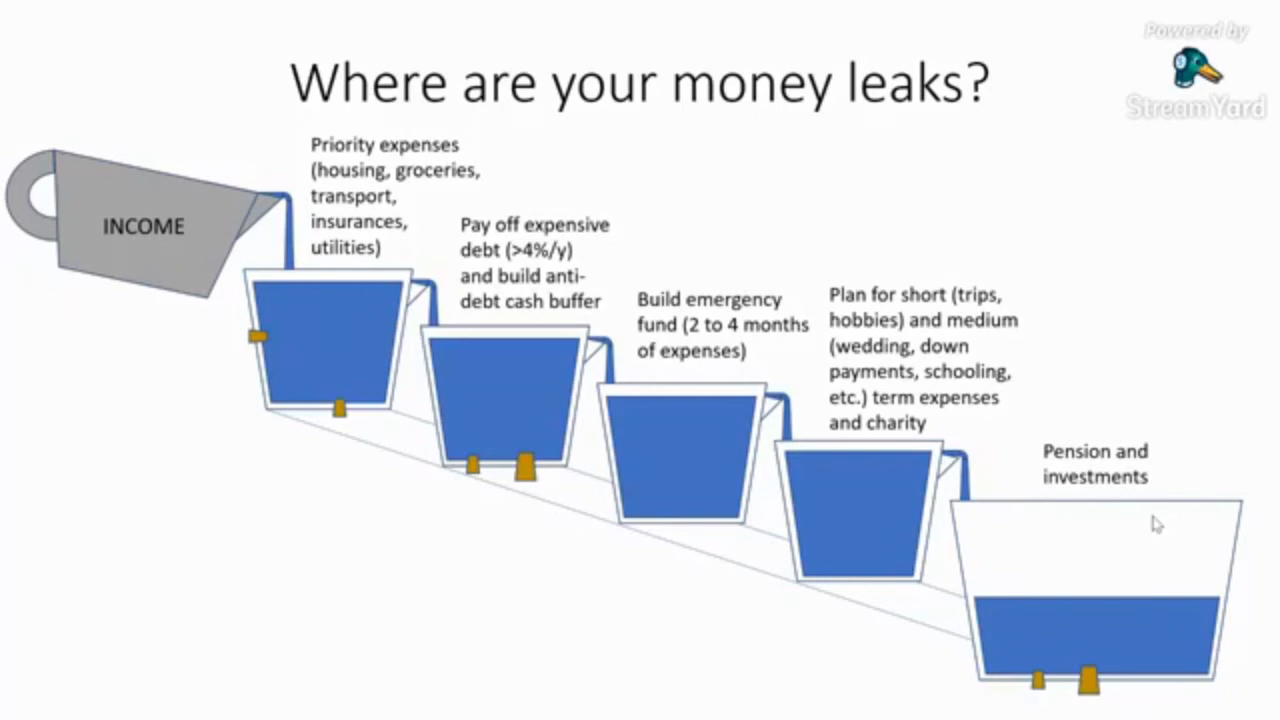 Powered by
StreamYard
Where are your money leaks?
INCOME
Priority expenses
(housing, groceries,
transport,
insurances,
utilities)
Pay off expensive
debt (>4%/y)
and build anti-
debt cash buffer
Build emergency
fund (2 to 4 months
of expenses)
Plan for short (trips,
hobbies) and medium
(wedding, down
payments, schooling,
etc.) term expenses
and charity
Pension and
investments